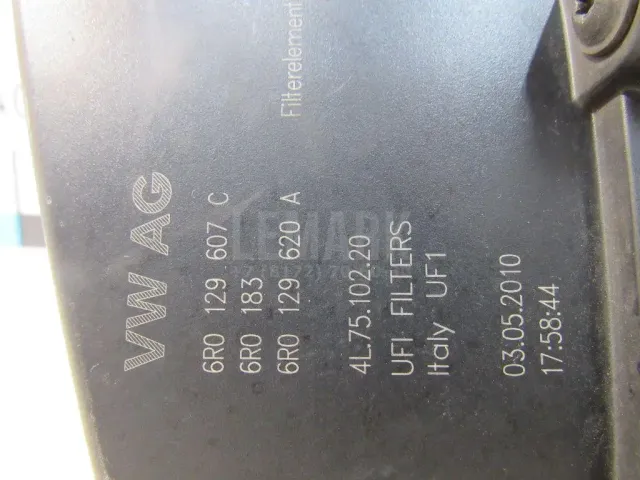 VW AG
6R0 129 607 C
6R0 183
6R0 129 620 A
Filterelement
4L.75.102.20
UFI FILTERS
Italy UF1
03.05.2010
17:58:44
LEMARK